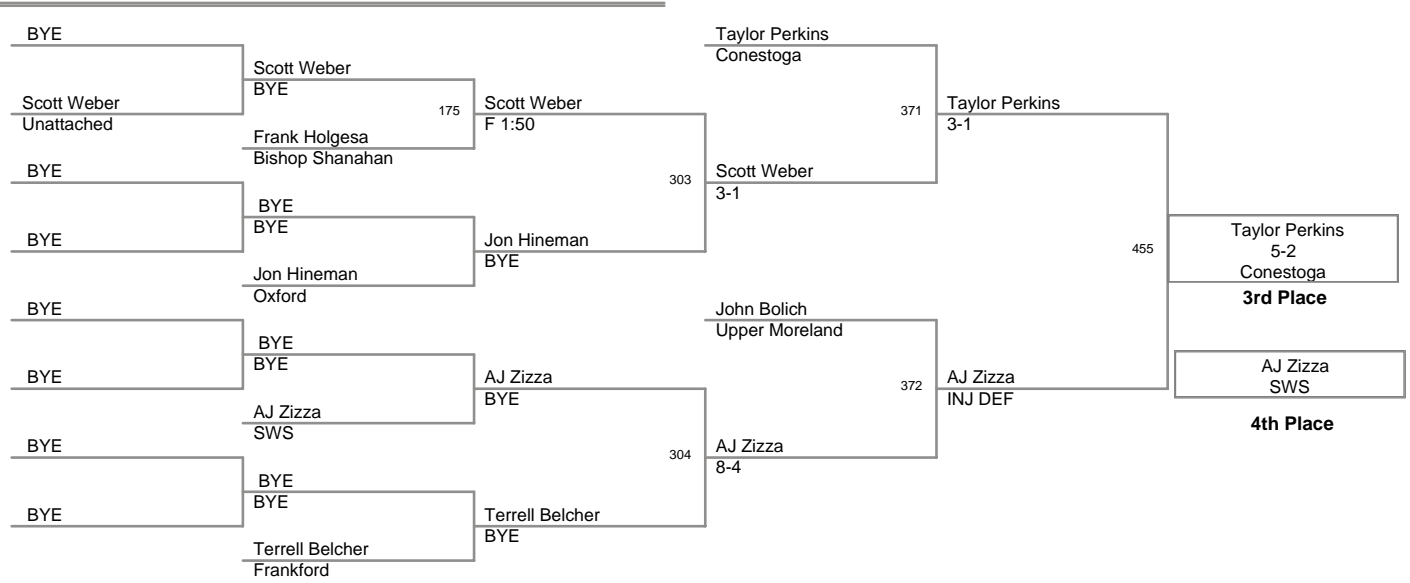 BYE
Scott Weber
Unattached
BYE
BYE
BYE
BYE
BYE
BYE
Scott Weber
BYE
175
Frank Holgesa
Bishop Shanahan
BYE
BYE
Jon Hineman
Oxford
BYE
BYE
AJ Zizza
SWS
BYE
BYE
Terrell Belcher
Frankford
Scott Weber
F 1:50
303
Jon Hineman
BYE
AJ Zizza
BYE
304
Terrell Belcher
BYE
Taylor Perkins
Conestoga
371
Scott Weber
3-1
John Bolich
Upper Moreland
372
AJ Zizza
8-4
Taylor Perkins
3-1
455
AJ Zizza
INJ DEF
Taylor Perkins
5-2
Conestoga
3rd Place
AJ Zizza
SWS
4th Place